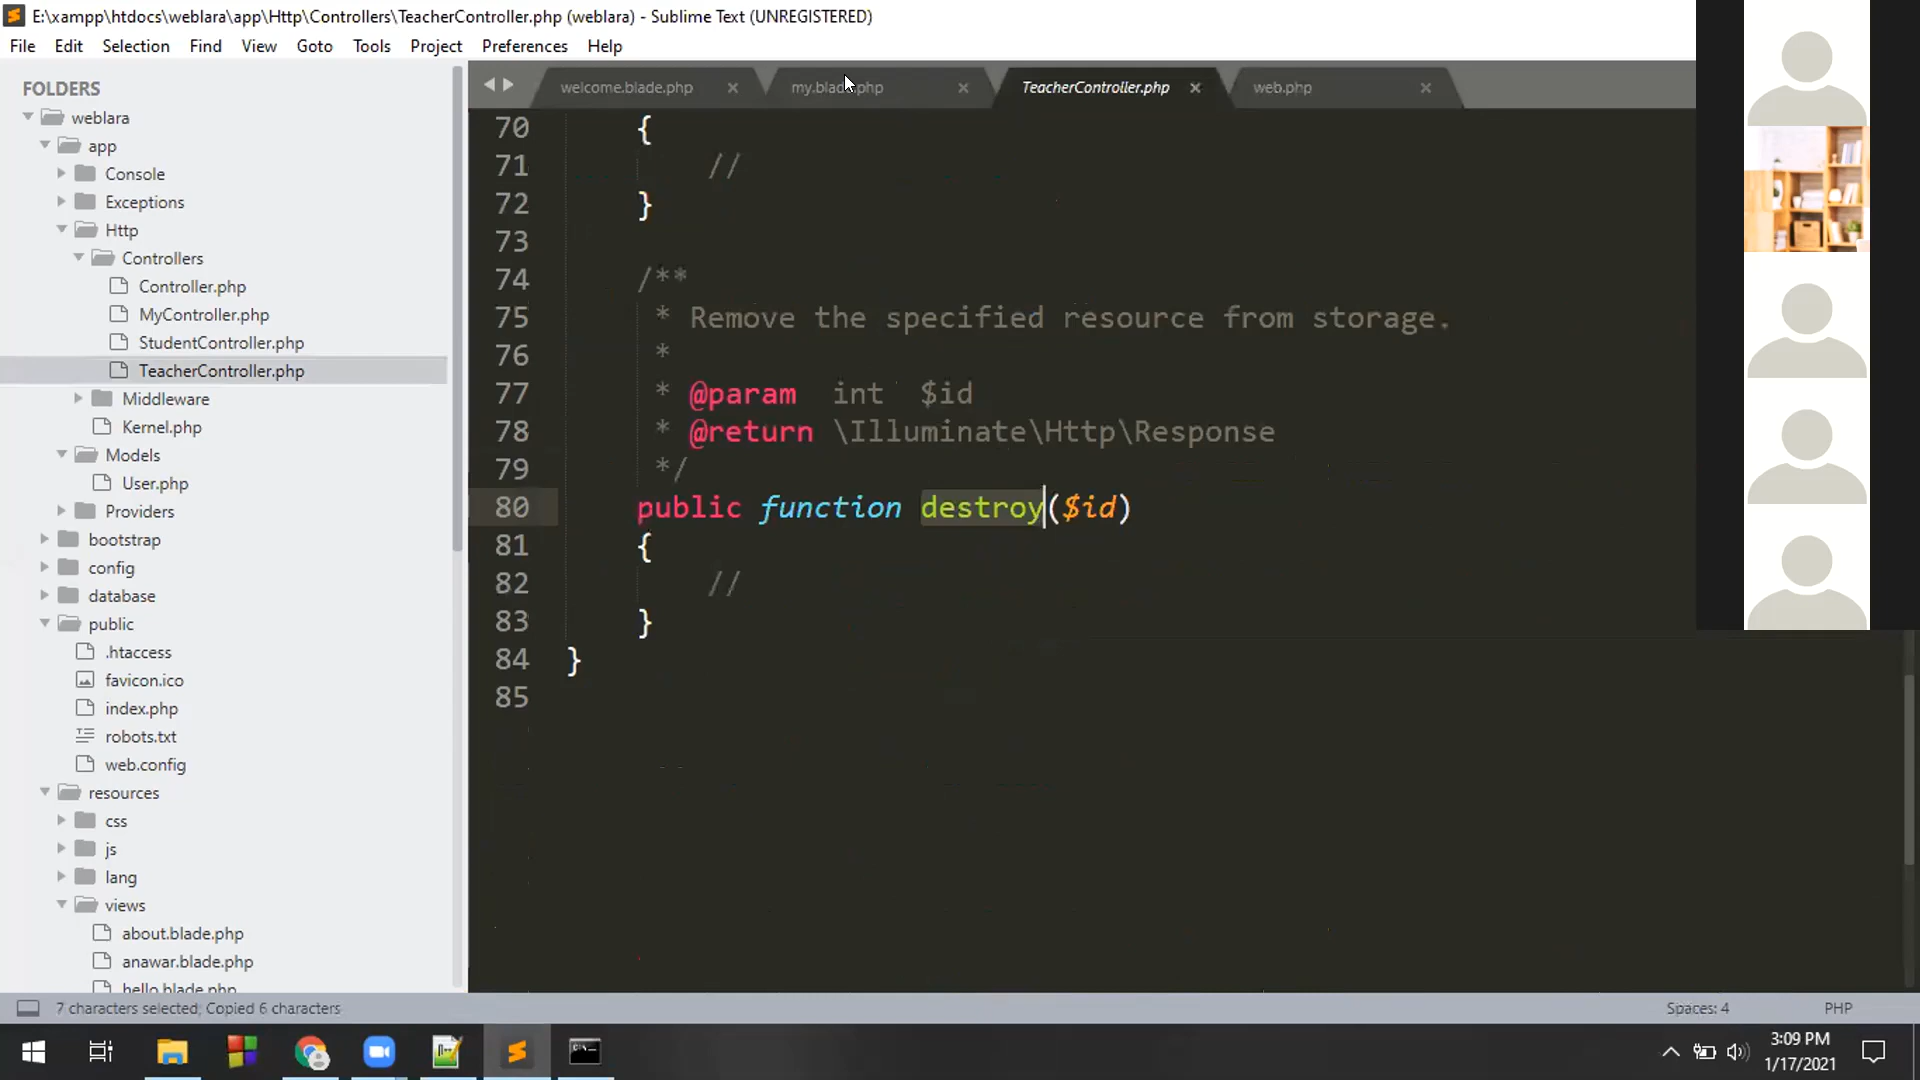 E:\xampp\htdocs\weblara\app\Http\Controllers\TeacherController.php (weblara) - Sublime Text (UNREGISTERED)
File Edit Selection Find View Goto Tools Project Preferences Help
FOLDERS
weblara
app
Console
Exceptions
Http
Controllers
Controller.php
MyController.php
StudentController.php
TeacherController.php
Middleware
Kernel.php
Models
User.php
Providers
bootstrap
config
database
public
.htaccess
favicon.ico
index.php
robots.txt
web.config
resources
css
js
lang
views
about.blade.php
anawar.blade.php
hello.blade.php
welcome.blade.php my.blade.php TeacherController.php web.php
70 {
71 //
72 }
73
74 /**
75 * Remove the specified resource from storage.
76 *
77 * @param int $id
78 * @return \Illuminate\Http\Response
79 */
80 public function destroy($id)
81 {
82 //
83 }
84 }
85
7 characters selected; Copied 6 characters Spaces: 4 PHP
3:09 PM
1/17/2021